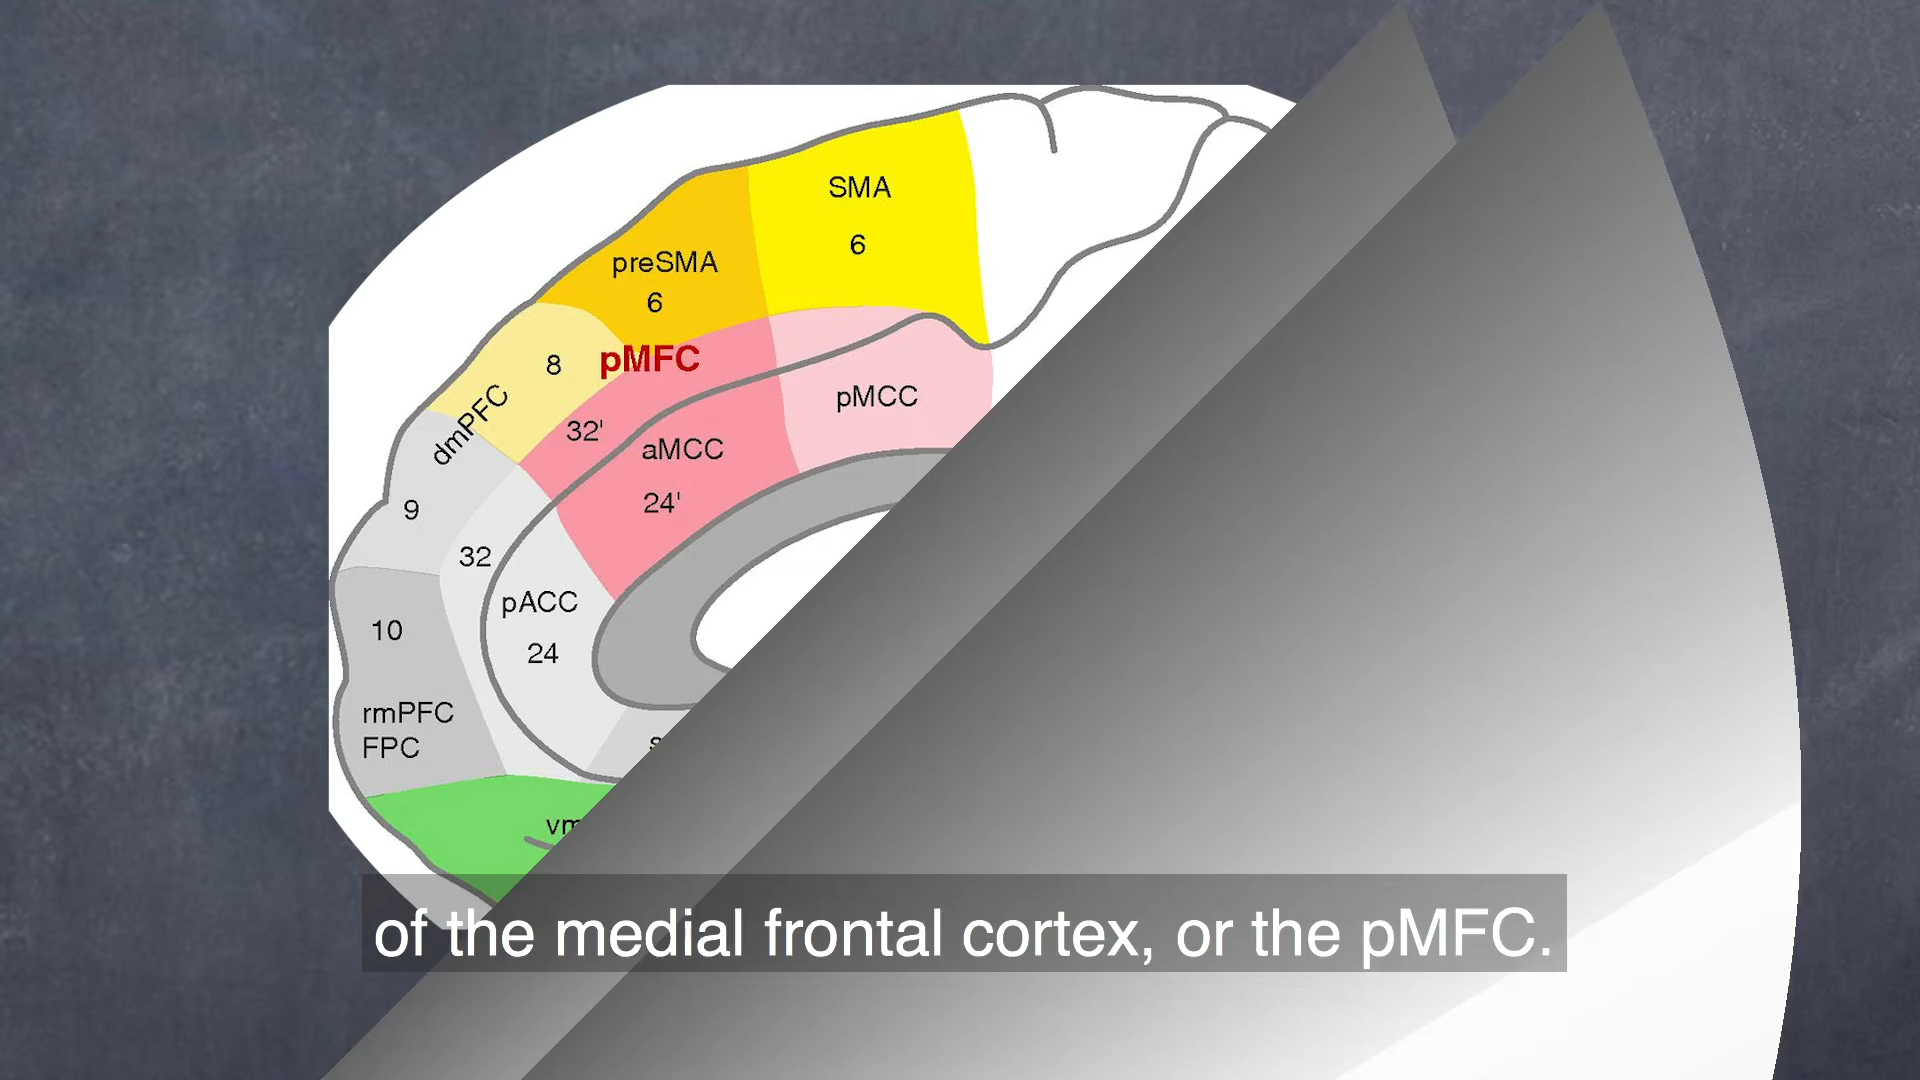 SMA
6
preSMA
6
pMFC
8
dmPFC
32'
pMCC
aMCC
24'
9
32
pACC
24
10
rmPFC
FPC
of the medial frontal cortex, or the pMFC.